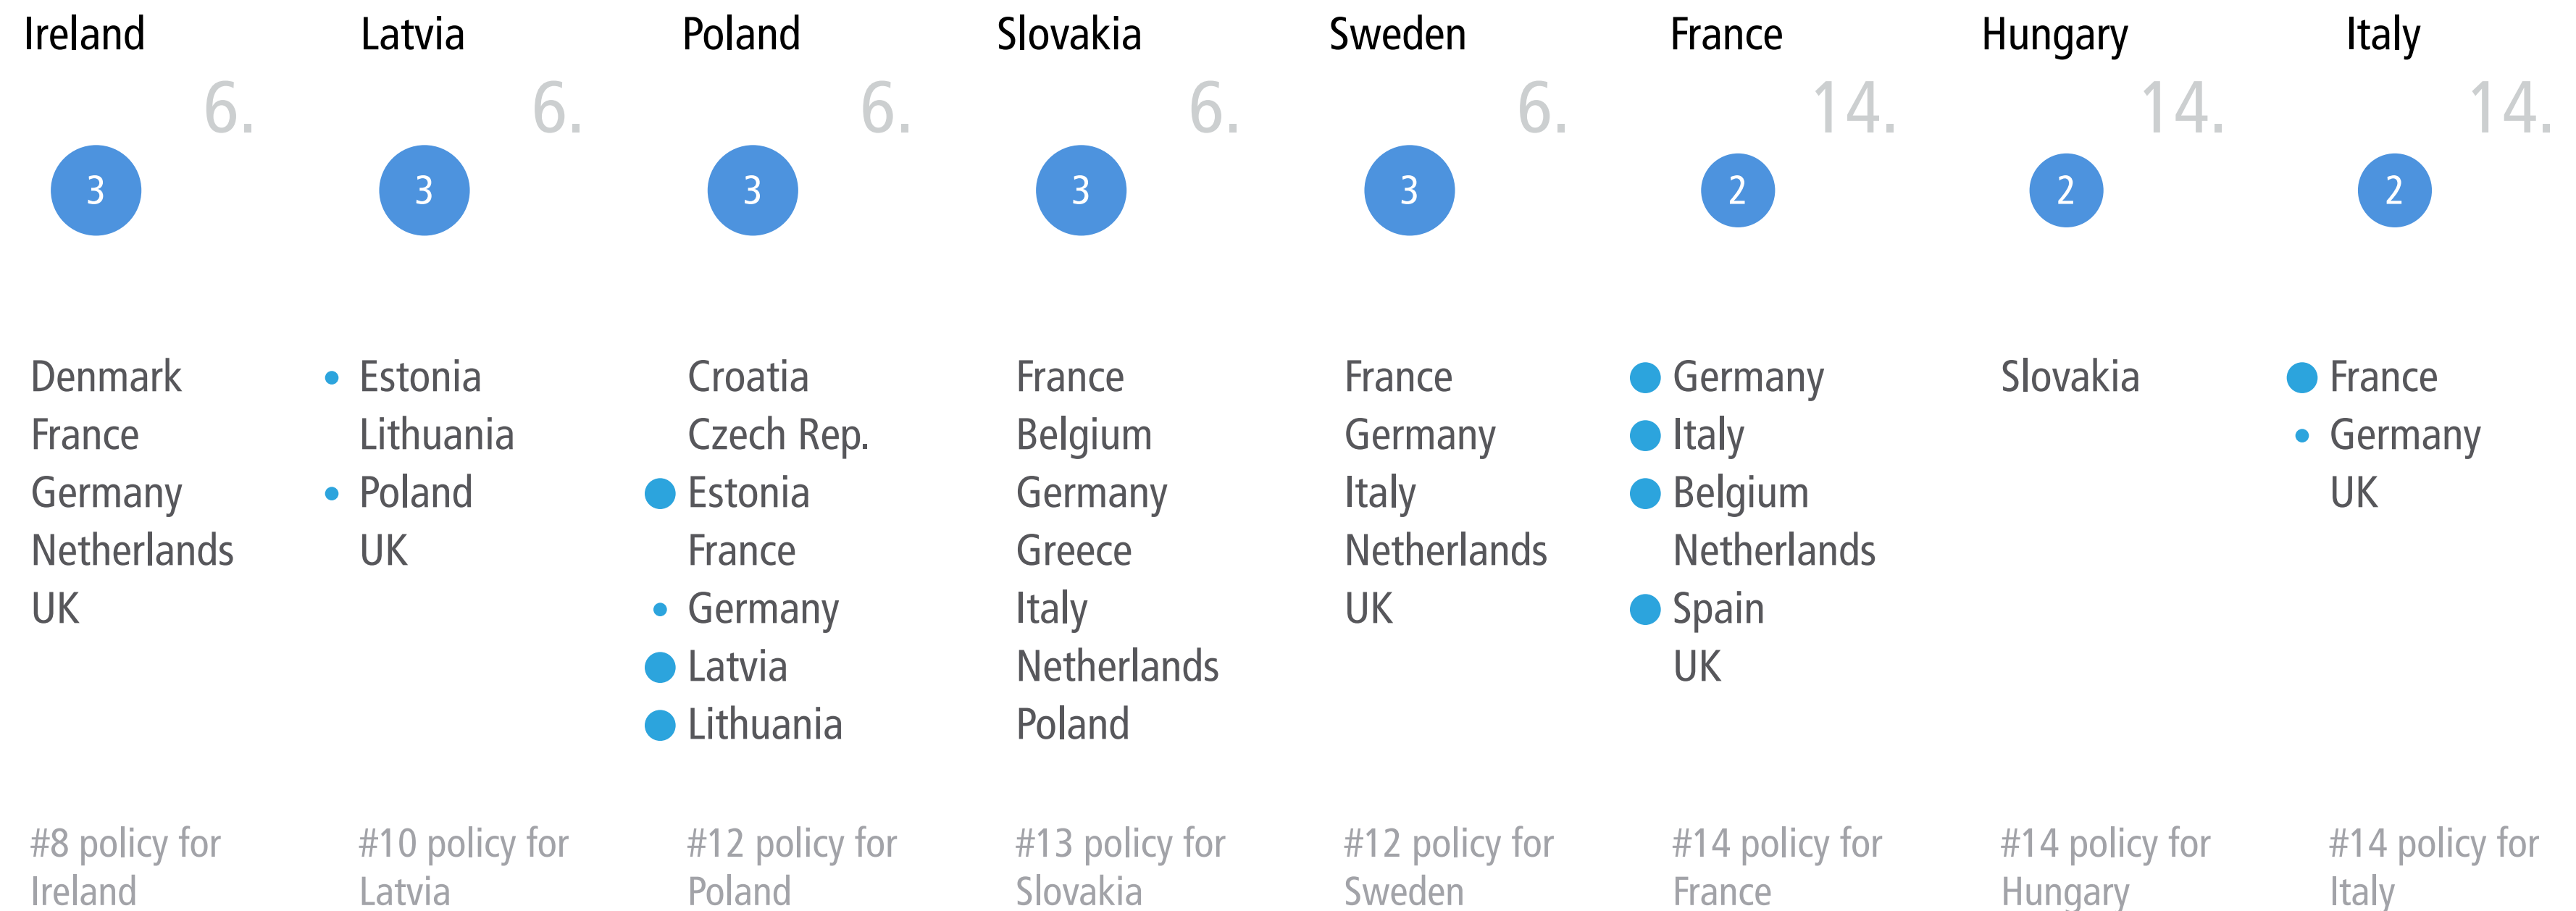 Ireland
6.
3
Denmark
France
Germany
Netherlands
UK
#8 policy for
Ireland
Latvia
6.
3
Estonia
Lithuania
Poland
UK
#10 policy for
Latvia
Poland
6.
3
Croatia
Czech Rep.
Estonia
France
Germany
Latvia
Lithuania
#12 policy for
Poland
Slovakia
6.
3
France
Belgium
Germany
Greece
Italy
Netherlands
Poland
#13 policy for
Slovakia
Sweden
6.
3
France
Germany
Italy
Netherlands
UK
#12 policy for
Sweden
France
14.
2
Germany
Italy
Belgium
Netherlands
Spain
UK
#14 policy for
France
Hungary
14.
2
Slovakia
#14 policy for
Hungary
Italy
14.
2
France
Germany
UK
#14 policy for
Italy